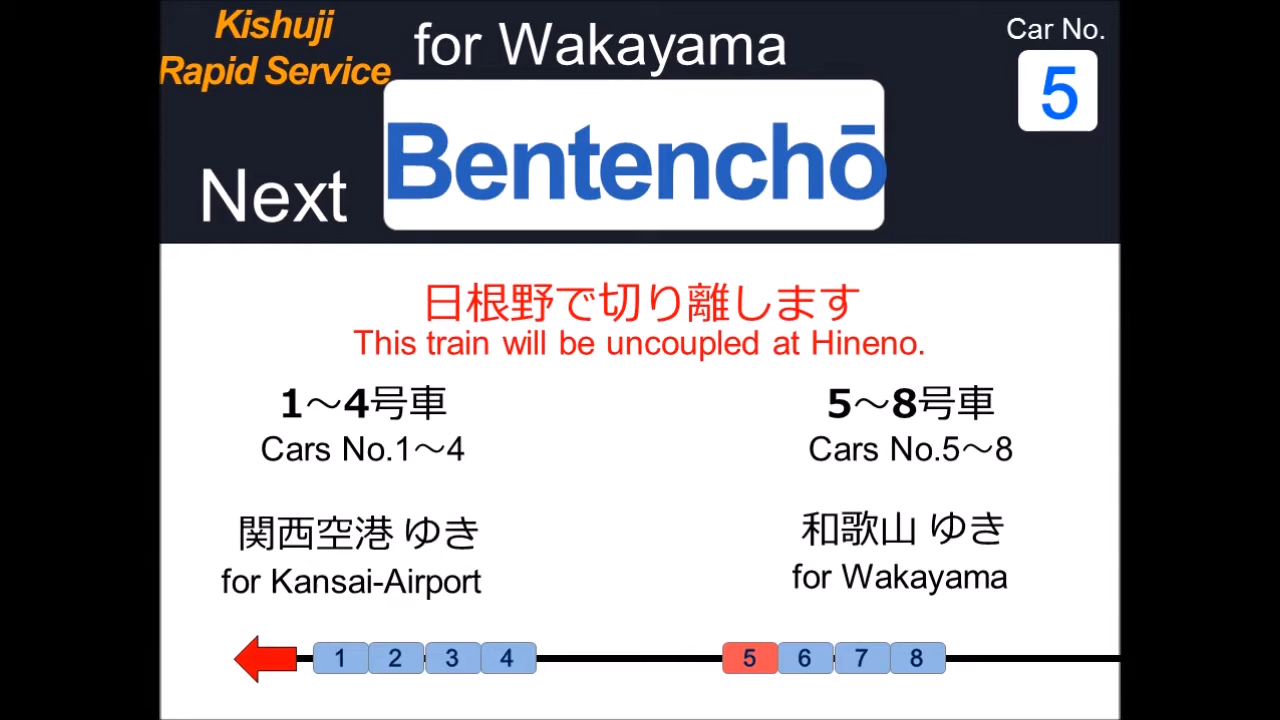 Kishuji
Rapid Service
for Wakayama
Car No.
5
Next
Bentenchō
日根野で切り離します
This train will be uncoupled at Hineno.
1～4号車
5～8号車
Cars No.1～4
Cars No.5～8
関西空港 ゆき
和歌山 ゆき
for Kansai-Airport
for Wakayama
1 2 3 4 5 6 7 8